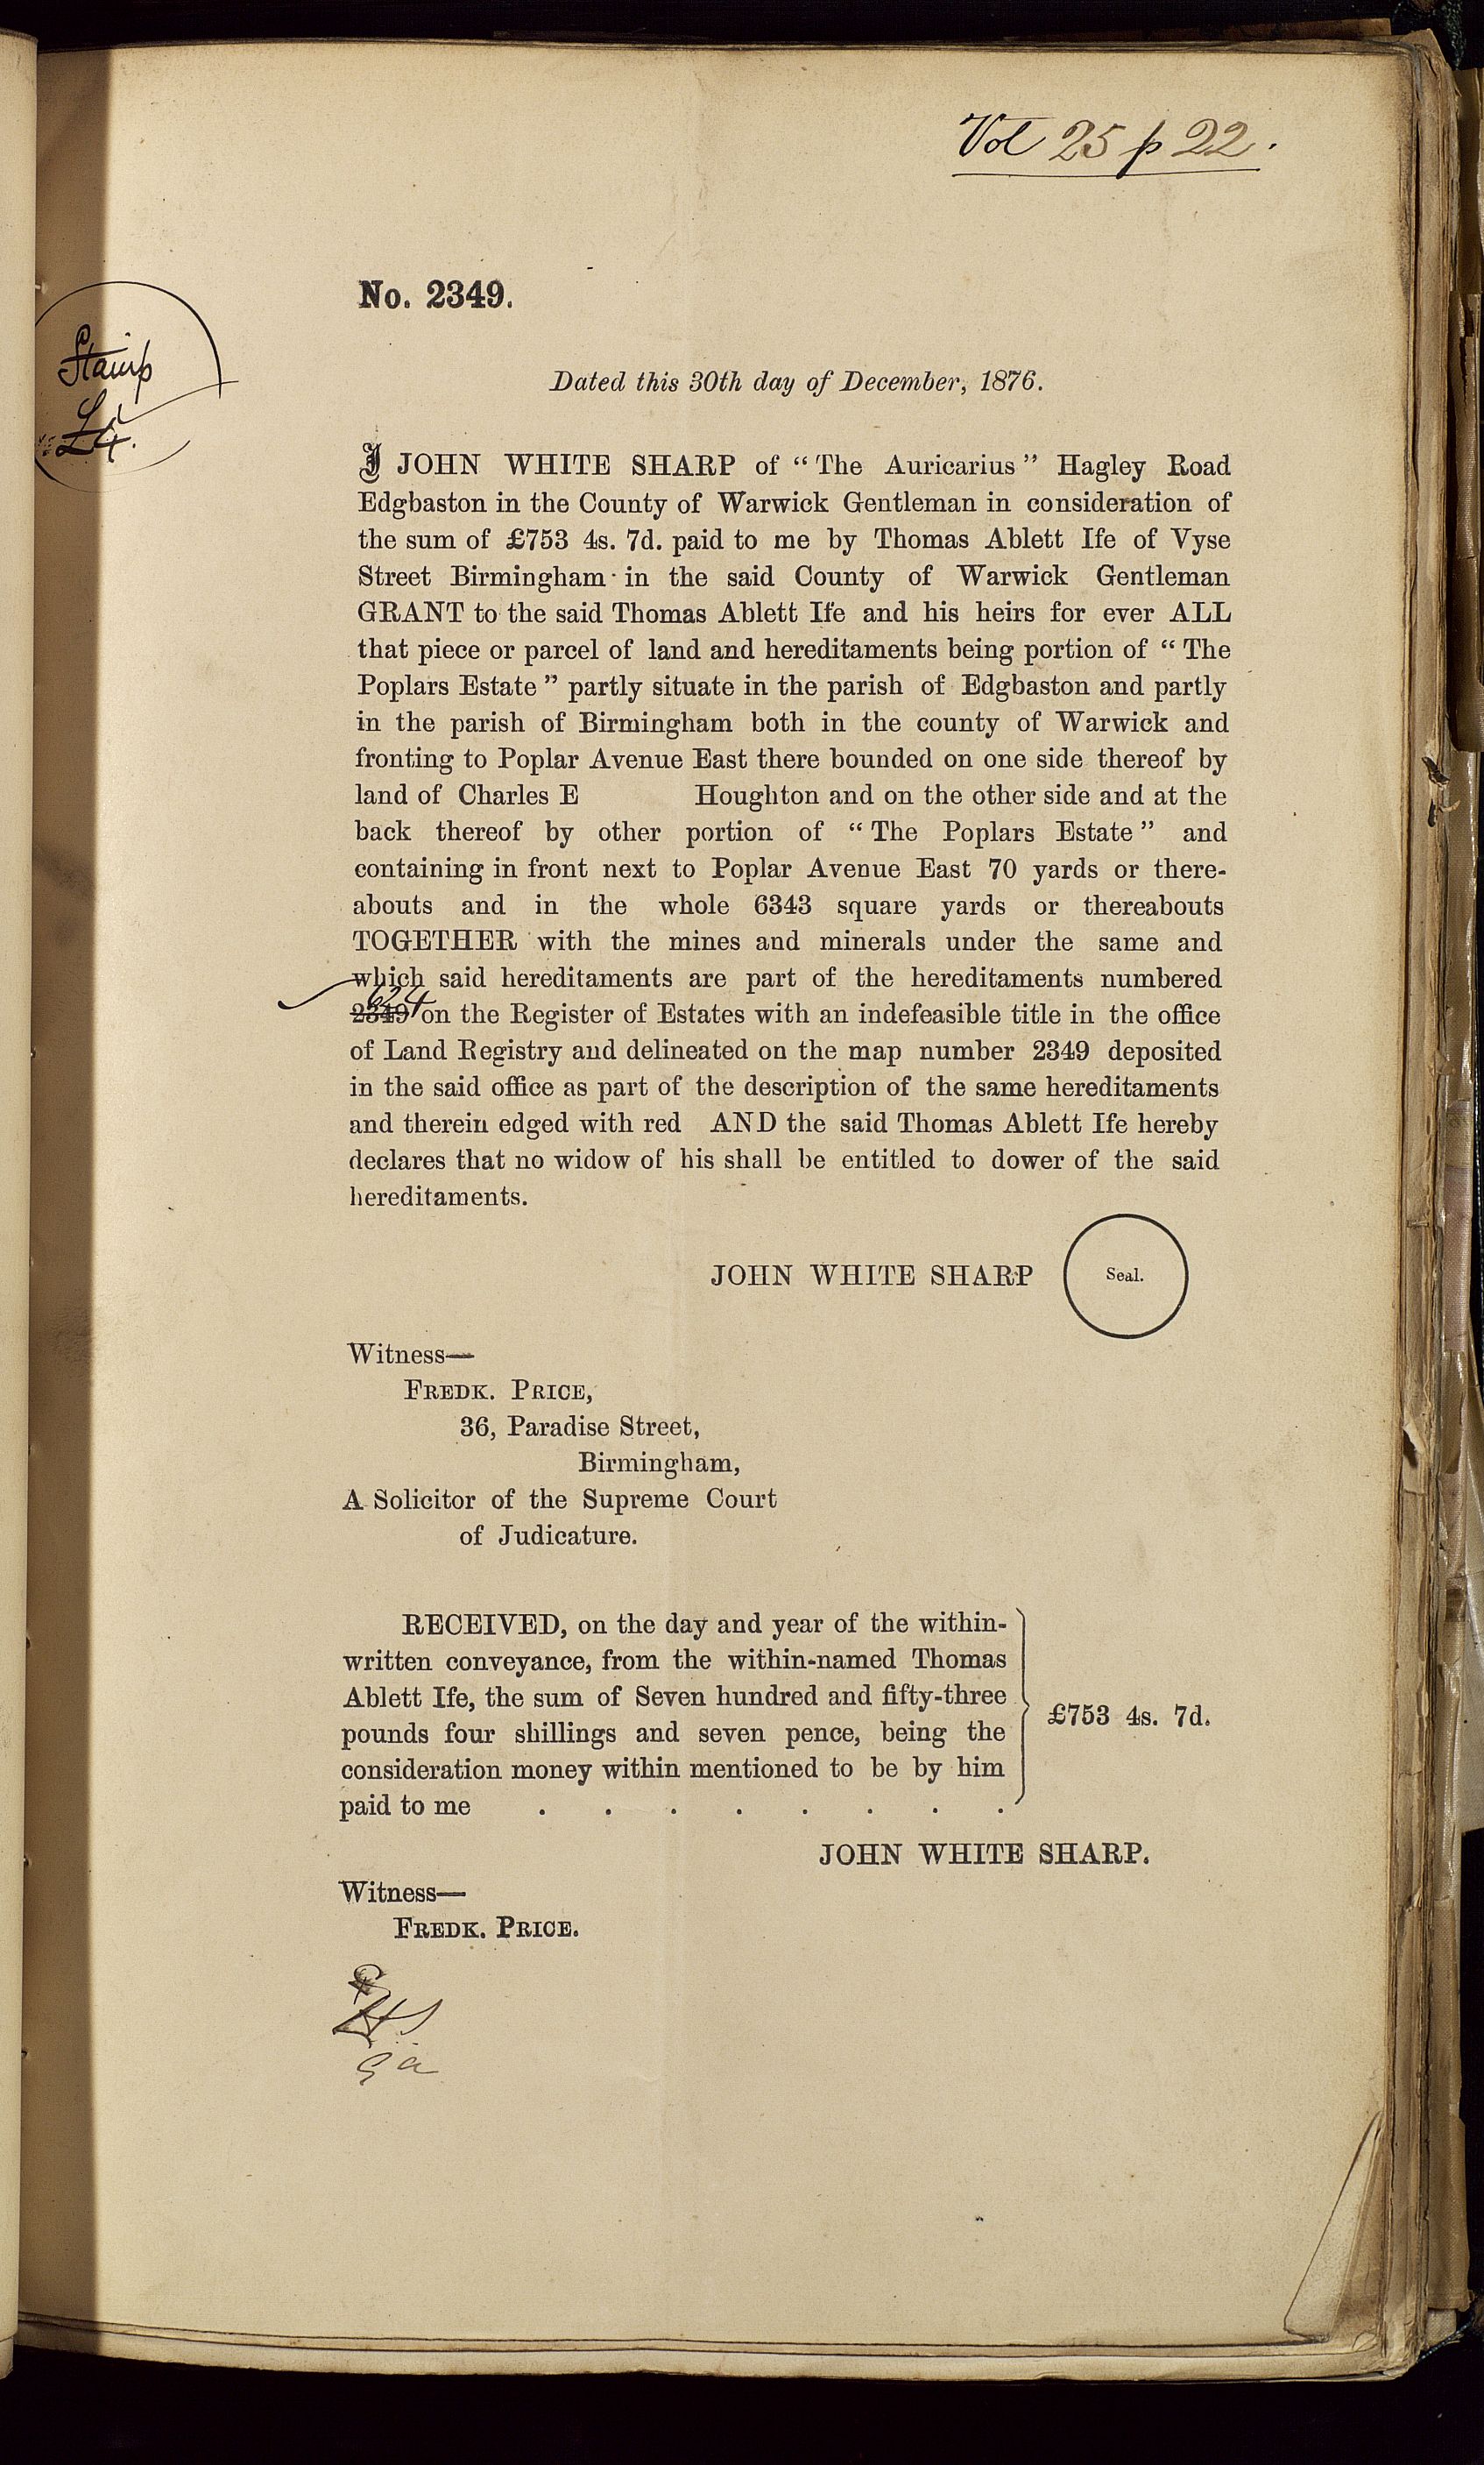 Vol 25 p 22.
No. 2349.
Stamp
£4.
Dated this 30th day of December, 1876.
I JOHN WHITE SHARP of “The Auricarius” Hagley Road
Edgbaston in the County of Warwick Gentleman in consideration of
the sum of £753 4s. 7d. paid to me by Thomas Ablett Ife of Vyse
Street Birmingham in the said County of Warwick Gentleman
GRANT to the said Thomas Ablett Ife and his heirs for ever ALL
that piece or parcel of land and hereditaments being portion of “The
Poplars Estate” partly situate in the parish of Edgbaston and partly
in the parish of Birmingham both in the county of Warwick and
fronting to Poplar Avenue East there bounded on one side thereof by
land of Charles E Houghton and on the other side and at the
back thereof by other portion of “The Poplars Estate” and
containing in front next to Poplar Avenue East 70 yards or there-
abouts and in the whole 6343 square yards or thereabouts
TOGETHER with the mines and minerals under the same and
which said hereditaments are part of the hereditaments numbered
624
2349 on the Register of Estates with an indefeasible title in the office
of Land Registry and delineated on the map number 2349 deposited
in the said office as part of the description of the same hereditaments
and therein edged with red AND the said Thomas Ablett Ife hereby
declares that no widow of his shall be entitled to dower of the said
hereditaments.
JOHN WHITE SHARP Seal.
Witness—
FREDK. PRICE,
36, Paradise Street,
Birmingham,
A Solicitor of the Supreme Court
of Judicature.
RECEIVED, on the day and year of the within-
written conveyance, from the within-named Thomas
Ablett Ife, the sum of Seven hundred and fifty-three
pounds four shillings and seven pence, being the
consideration money within mentioned to be by him
paid to me . . . . . . . .
£753 4s. 7d.
JOHN WHITE SHARP.
Witness—
FREDK. PRICE.